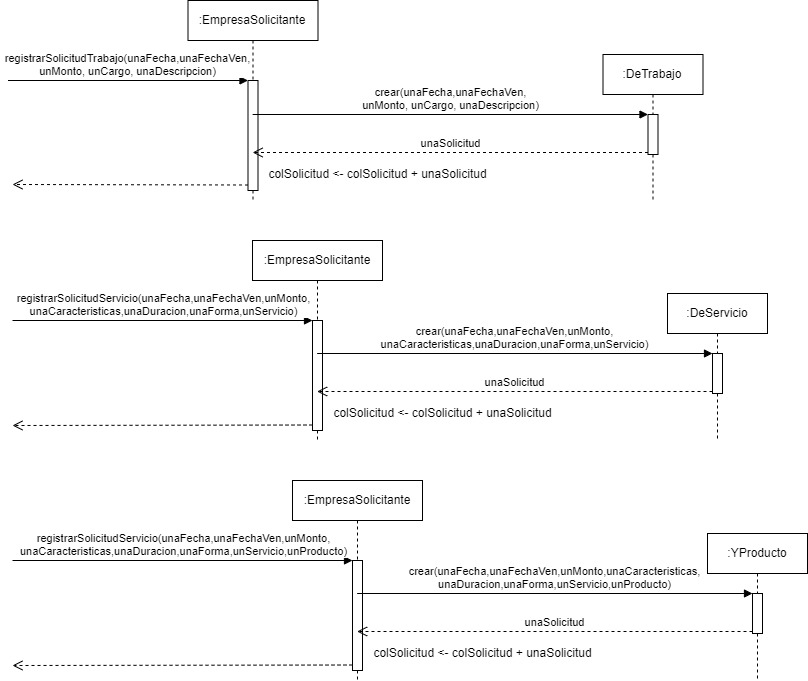 :EmpresaSolicitante
registrarSolicitudTrabajo(unaFecha,unaFechaVen,
unMonto, unCargo, unaDescripcion)
:DeTrabajo
crear(unaFecha,unaFechaVen,
unMonto, unCargo, unaDescripcion)
unaSolicitud
colSolicitud <- colSolicitud + unaSolicitud
:EmpresaSolicitante
registrarSolicitudServicio(unaFecha,unaFechaVen,unMonto,
unaCaracteristicas,unaDuracion,unaForma,unServicio)
:DeServicio
crear(unaFecha,unaFechaVen,unMonto,
unaCaracteristicas,unaDuracion,unaForma,unServicio)
unaSolicitud
colSolicitud <- colSolicitud + unaSolicitud
:EmpresaSolicitante
registrarSolicitudServicio(unaFecha,unaFechaVen,unMonto,
unaCaracteristicas,unaDuracion,unaForma,unServicio,unProducto)
:YProducto
crear(unaFecha,unaFechaVen,unMonto,unaCaracteristicas,
unaDuracion,unaForma,unServicio,unProducto)
unaSolicitud
colSolicitud <- colSolicitud + unaSolicitud